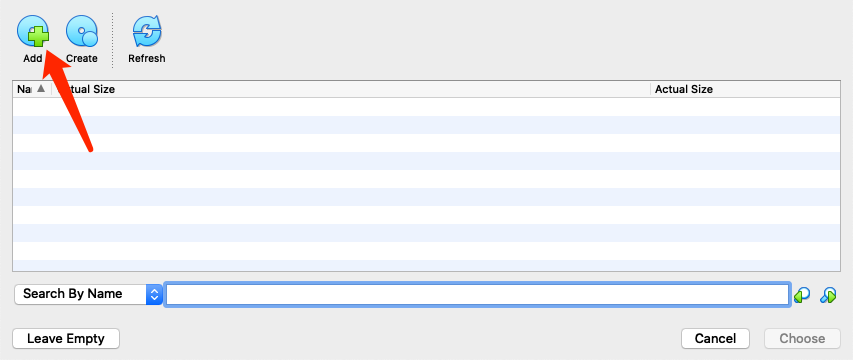 Add Create Refresh
Na Actual Size Actual Size
Search By Name
Leave Empty Cancel Choose